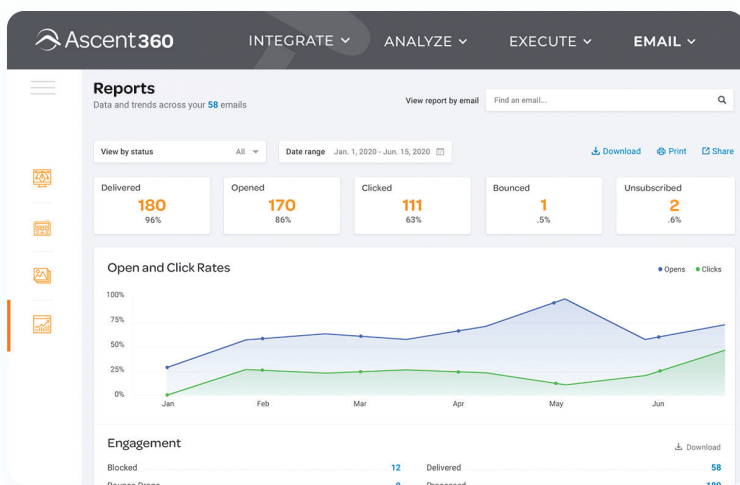 Ascent360
INTEGRATE ANALYZE EXECUTE EMAIL
Reports
Data and trends across your 58 emails
View report by email Find an email...
View by status All Date range Jan. 1, 2020 - Jun. 15, 2020 Download Print Share
Delivered Opened Clicked Bounced Unsubscribed
180 170 111 1 2
96% 86% 63% .5% .6%
Open and Click Rates
Opens Clicks
100%
75%
50%
25%
0%
Jan Feb Mar Apr May Jun
Engagement
Download
Blocked 12 Delivered 58